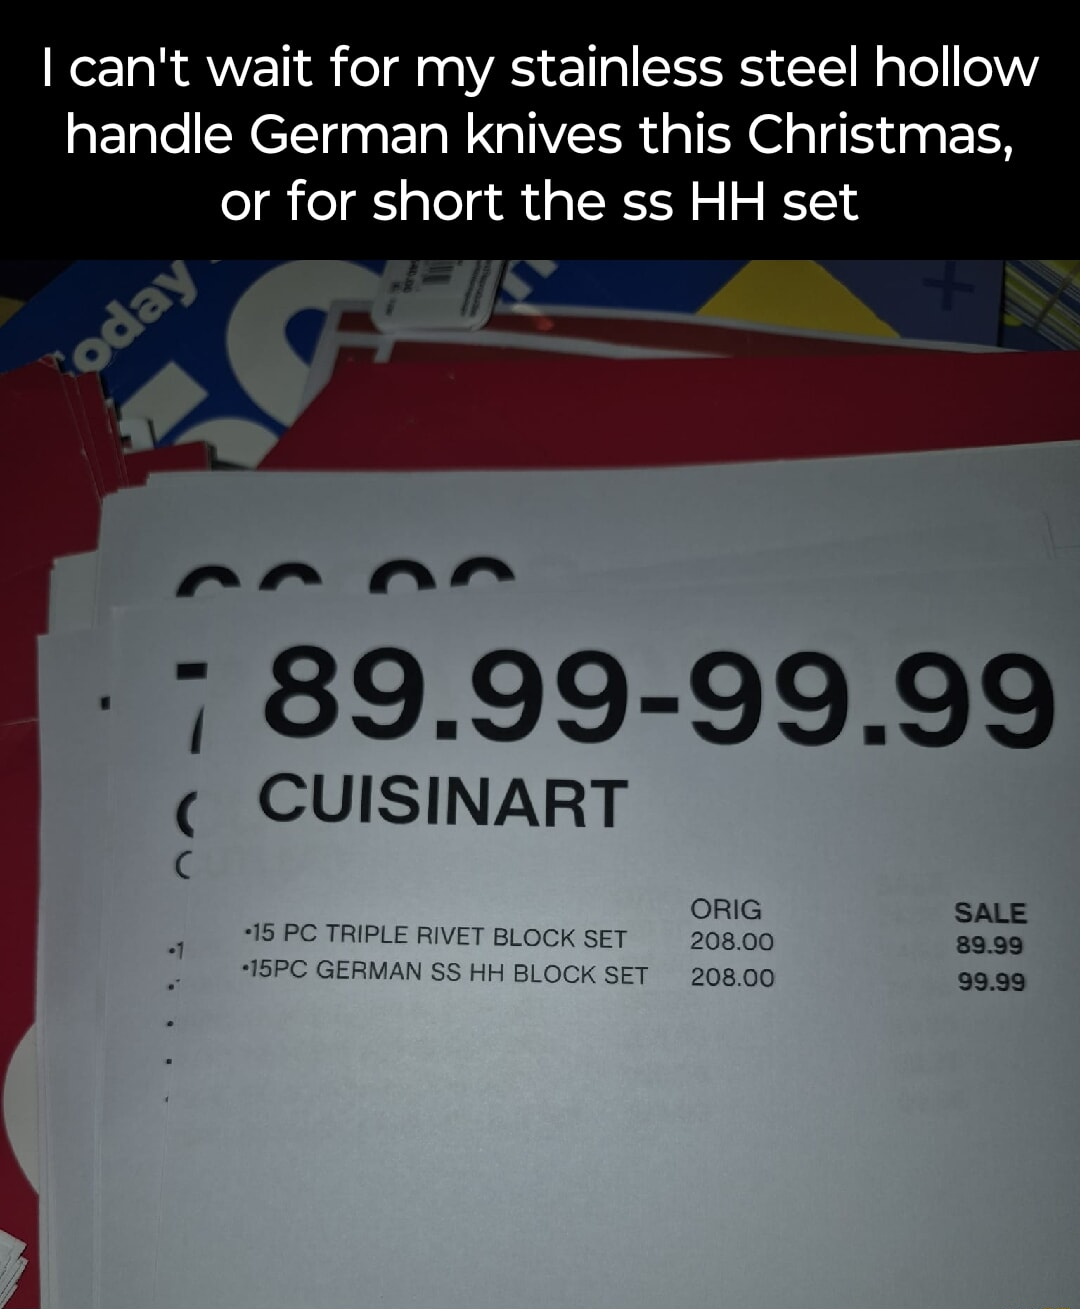 I can't wait for my stainless steel hollow
handle German knives this Christmas,
or for short the ss HH set
oday
89.99-99.99
CUISINART
ORIG SALE
•15 PC TRIPLE RIVET BLOCK SET 208.00 89.99
•15PC GERMAN SS HH BLOCK SET 208.00 99.99